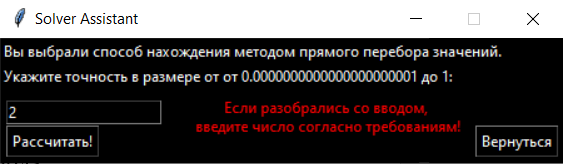 Solver Assistant
Вы выбрали способ нахождения методом прямого перебора значений.
Укажите точность в размере от от 0.0000000000000000000001 до 1:
2
Если разобрались со вводом,
введите число согласно требованиям!
Рассчитать!
Вернуться